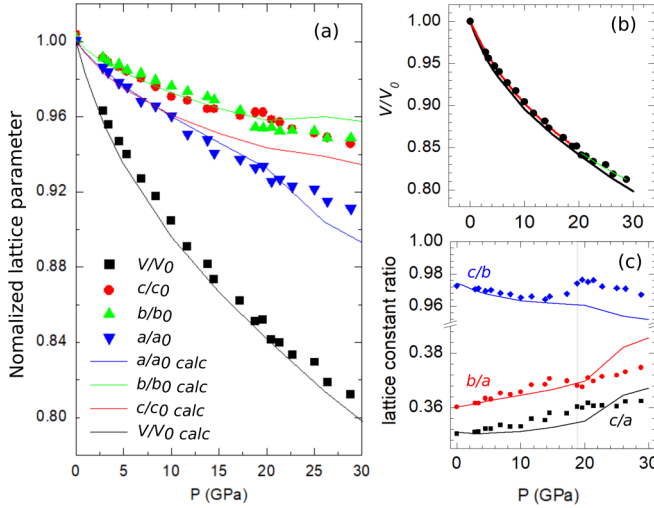 (a)
Nomalized lattice parameter
1.00
0.96
0.92
0.88
0.84
0.80
V/V0
c/c0
b/b0
a/a0
a/a0 calc
b/b0 calc
c/c0 calc
V/V0 calc
0 5 10 15 20 25 30
P (GPa)
(b)
V/V0
1.00
0.95
0.90
0.85
0.80
0 10 20 30
(c)
lattice constant ratio
1.00
0.98
0.96
0.38
0.36
c/b
b/a
c/a
0 10 20 30
P (GPa)